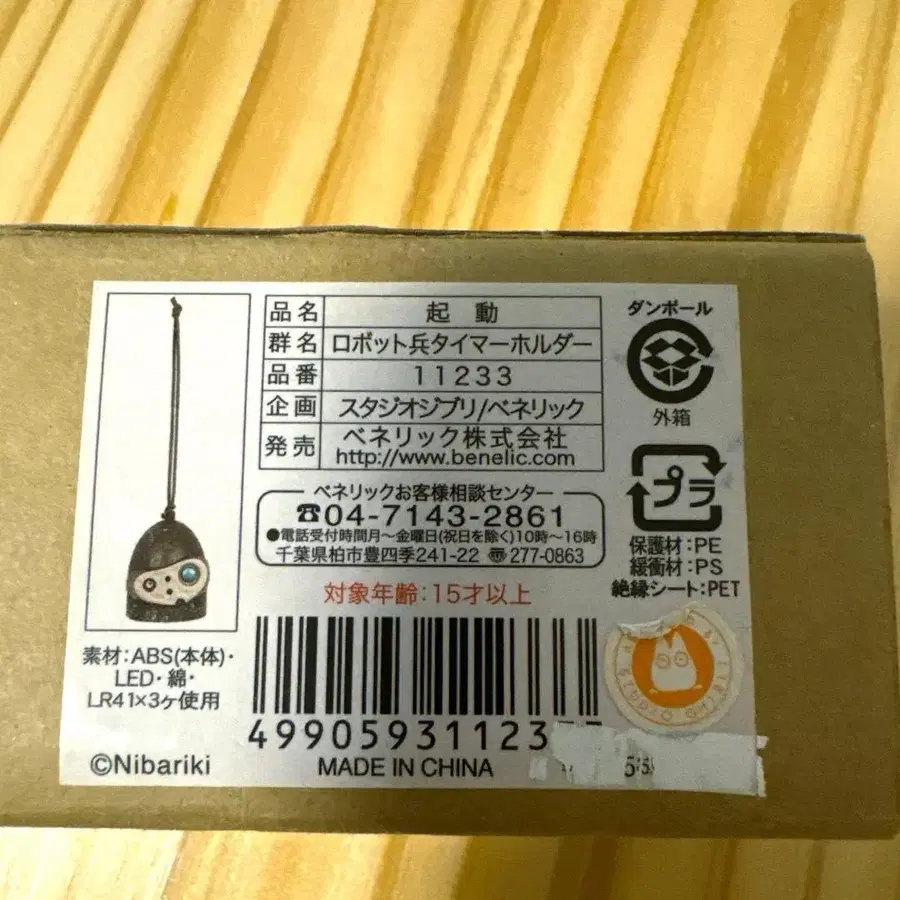 品名 起動
群名 ロボット兵タイマーホルダー
品番 11233
企画 スタジオジブリ/ベネリック
発売 ベネリック株式会社
http://www.benelic.com
ベネリックお客様相談センター
☎04-7143-2861
●電話受付時間月〜金曜日(祝日を除く)10時〜16時
千葉県柏市豊四季241-22 〠277-0863
対象年齢:15才以上
ダンボール
外箱
プラ
保護材:PE
緩衝材:PS
絶縁シート:PET
素材:ABS(本体)・
LED・綿・
LR41×3ヶ使用
©Nibariki
4990593112
MADE IN CHINA